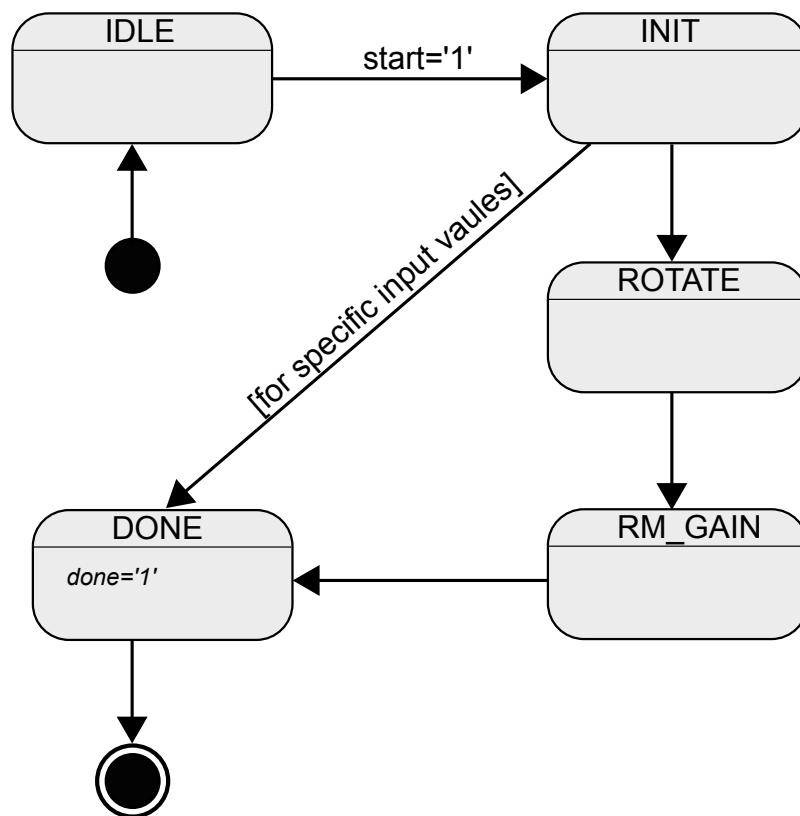 IDLE
start='1'
INIT
[for specific input vaules]
ROTATE
DONE
done='1'
RM_GAIN